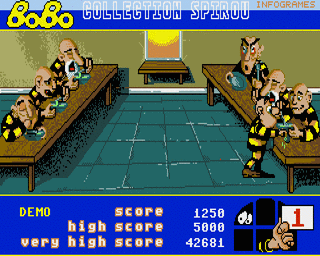 BOBO COLLECTION SPIROU INFOGRAMES
DEMO score 1250
high score 5000
very high score 42681
1